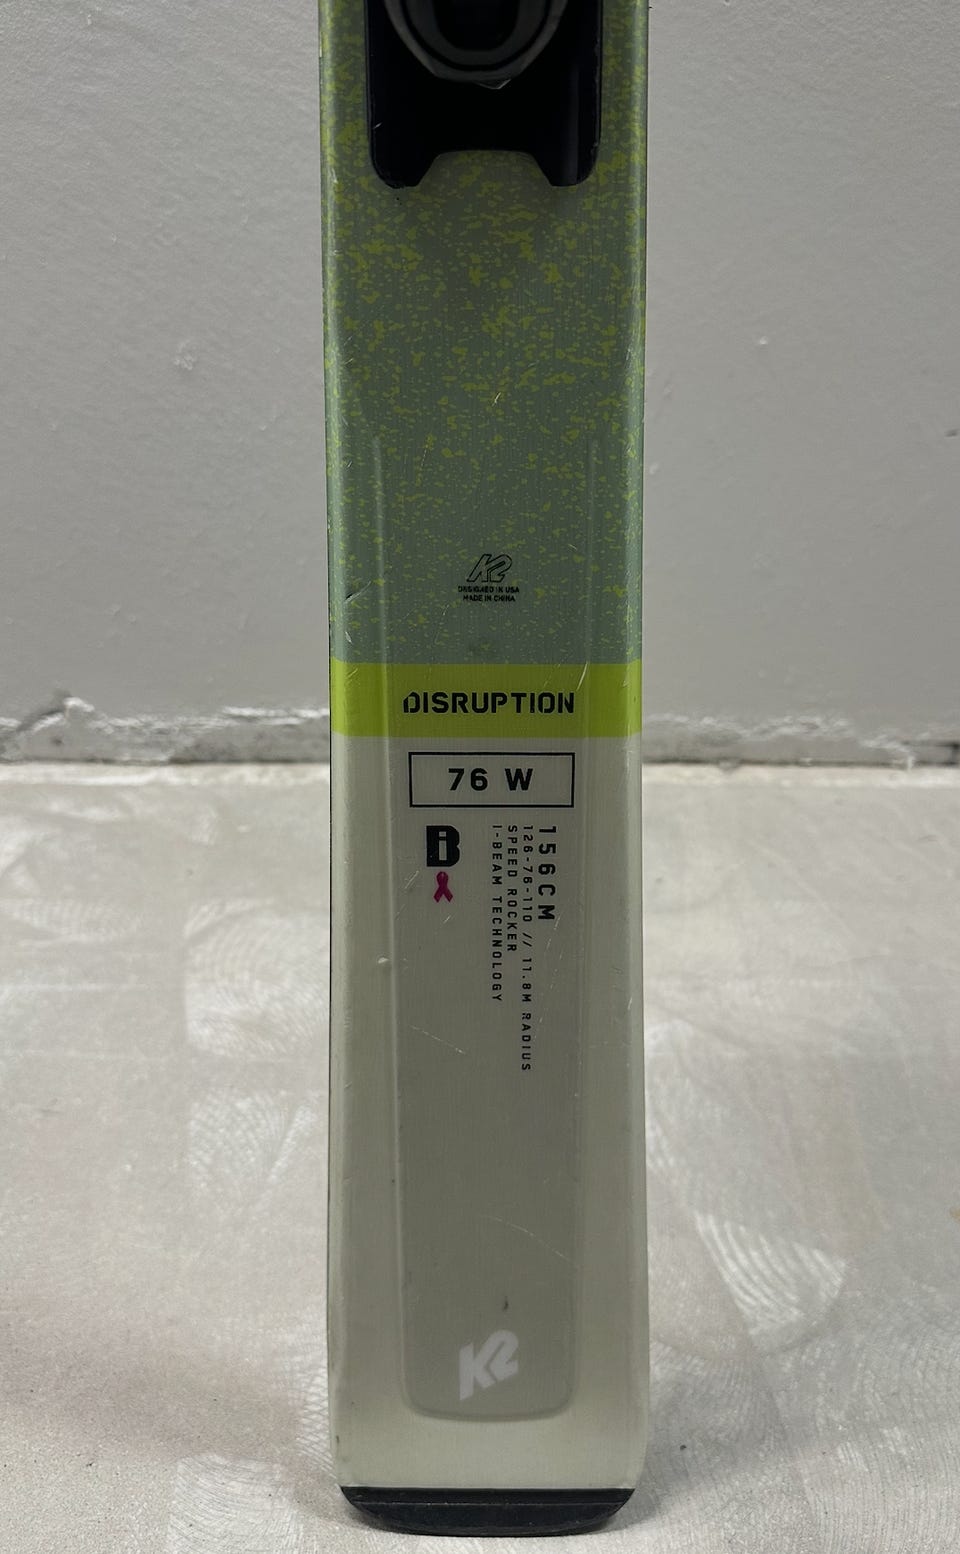 K2
DESIGNED IN USA
MADE IN CHINA
DISRUPTION
76 W
B
156CM
126-76-110 // 11.8M RADIUS
SPEED ROCKER
I-BEAM TECHNOLOGY
K2